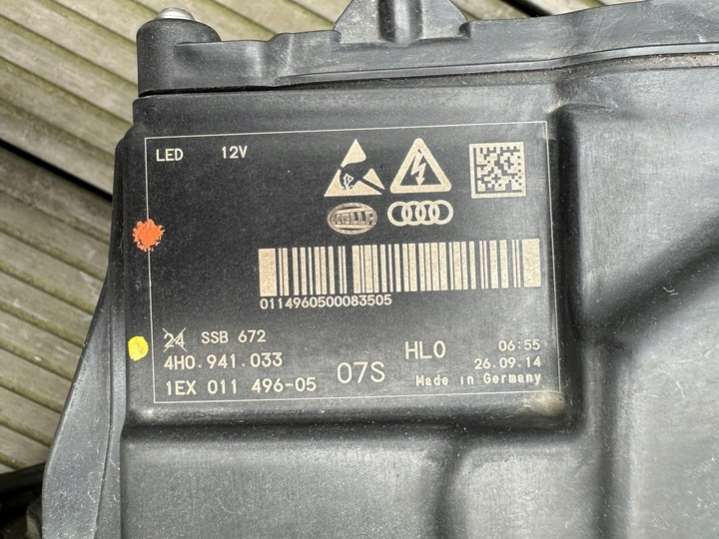 LED 12V
HELLA
0114960500083505
24 SSB 672
4H0.941.033
1EX 011 496-05
07S
HL0
06:55
26.09.14
Made in Germany